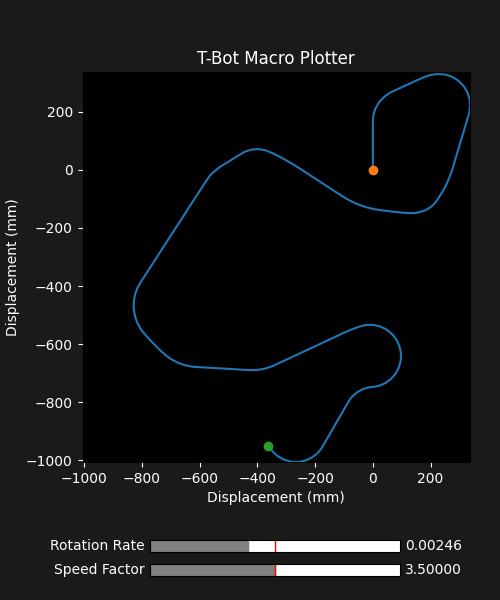 T-Bot Macro Plotter
200
0
−200
−400
−600
−800
−1000
Displacement (mm)
−1000 −800 −600 −400 −200 0 200
Displacement (mm)
Rotation Rate 0.00246
Speed Factor 3.50000